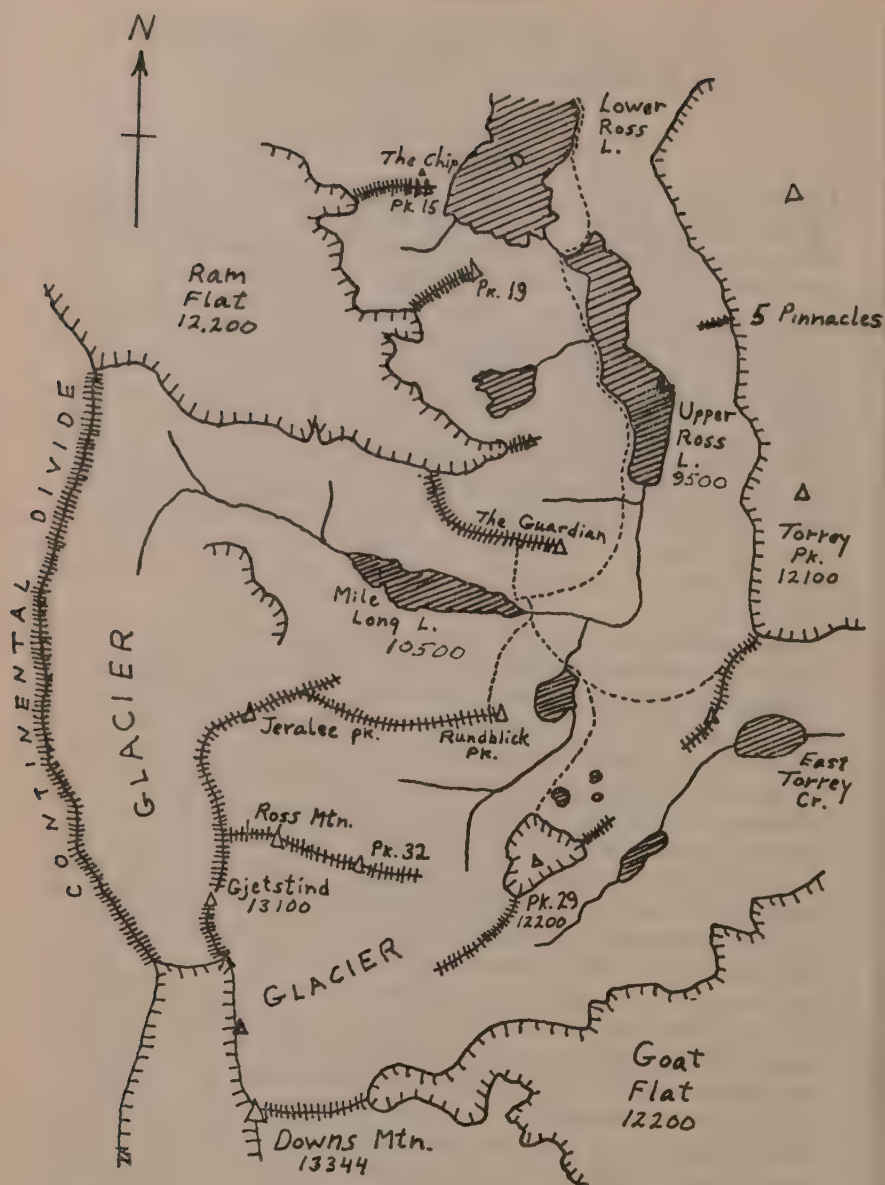 N
Lower
Ross
L.
The Chip
Pk. 15
Ram
Flat
12,200
Pk. 19
5 Pinnacles
Upper
Ross
L.
9500
CONTINENTAL DIVIDE
The Guardian
Torrey
Pk.
12100
Mile
Long L.
10500
GLACIER
Jeralee pk.
Rundblick
Pk.
East
Torrey
Cr.
Ross Mtn.
Pk. 32
Gjetstind
13100
Pk. 29
12200
GLACIER
Goat
Flat
12200
Downs Mtn.
13344